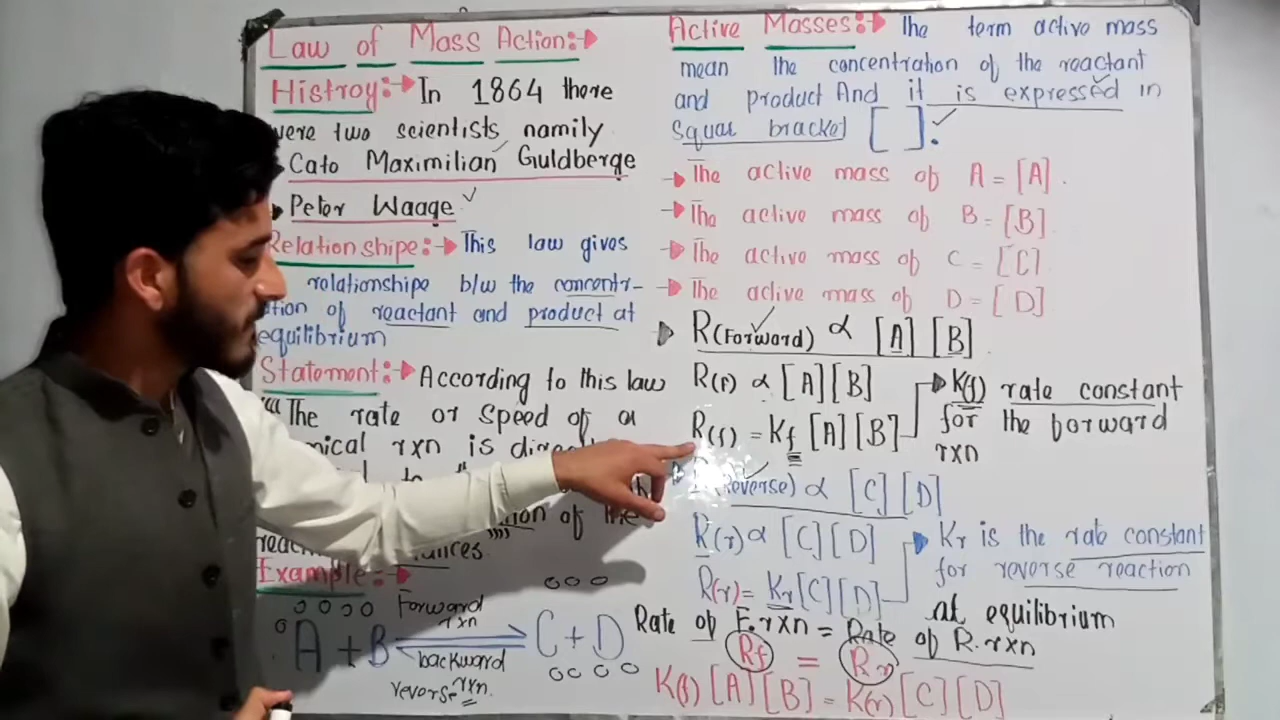 Law of Mass Action:-
Histroy:- In 1864 there
were two scientists namily
Cato Maximilian Guldberge
Peter Waage
Relationshipe:- This law gives
relationshipe b/w the concentr-
ation of reactant and product at
equilibrium
Statement:- According to this law
"The rate or speed of a
rxn is
of the
Example:-
Forward
rxn
A + B C + D
backward
reverse rxn.
Active Masses:- The term active mass
mean the concentration of the reactant
and product And it is expressed in
Squar bracket [ ].
The active mass of A = [A].
The active mass of B = [B].
The active mass of C = [C]
The active mass of D = [D]
R(Forward) ∝ [A] [B]
R(f) ∝ [A][B]
R(f) = Kf [A][B]
K(f) rate constant
for the forward
rxn
(Reverse) ∝ [C][D]
R(r) ∝ [C][D]
R(r) = Kr[C][D]
Kr is the rate constant
for reverse reaction
at equilibrium
Rate of F.rxn = Rate of R.rxn
Rf = Rr
K(f) [A][B] = K(r) [C][D]